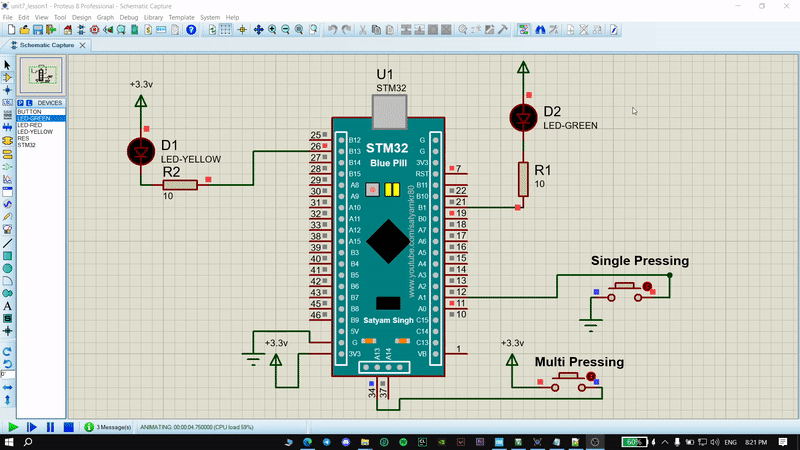 unit7_lesson1 - Proteus 8 Professional - Schematic Capture
File Edit View Tool Design Graph Debug Library Template System Help
Schematic Capture
P L DEVICES
BUTTON
LED-GREEN
LED-RED
LED-YELLOW
RES
STM32
+3.3v
D1
LED-YELLOW
R2
10
U1
STM32
STM32
Blue Pill
www.youtube.com/satyamkr80
Satyam Singh
25 B12
26 B13
27 B14
28 B15
29 A8
30 A9
31 A10
32 A11
33 A12
38 A15
39 B3
40 B4
41 B5
42 B6
43 B7
45 B8
46 B9
5V
G
3V3
G
G
3V3
RST 7
B11 22
B10 21
B1
B0 19
A7 18
A6 17
A5 16
A4 15
A3 14
A2 13
A1 12
A0 11
C15 10
C14
C13
VB 1
A13
A14
34
37
D2
LED-GREEN
R1
10
Single Pressing
+3.3v
+3.3v
Multi Pressing
0°
3 Message(s)
ANIMATING: 00:00:04.750000 (CPU load 59%)
60%
ENG
8:21 PM